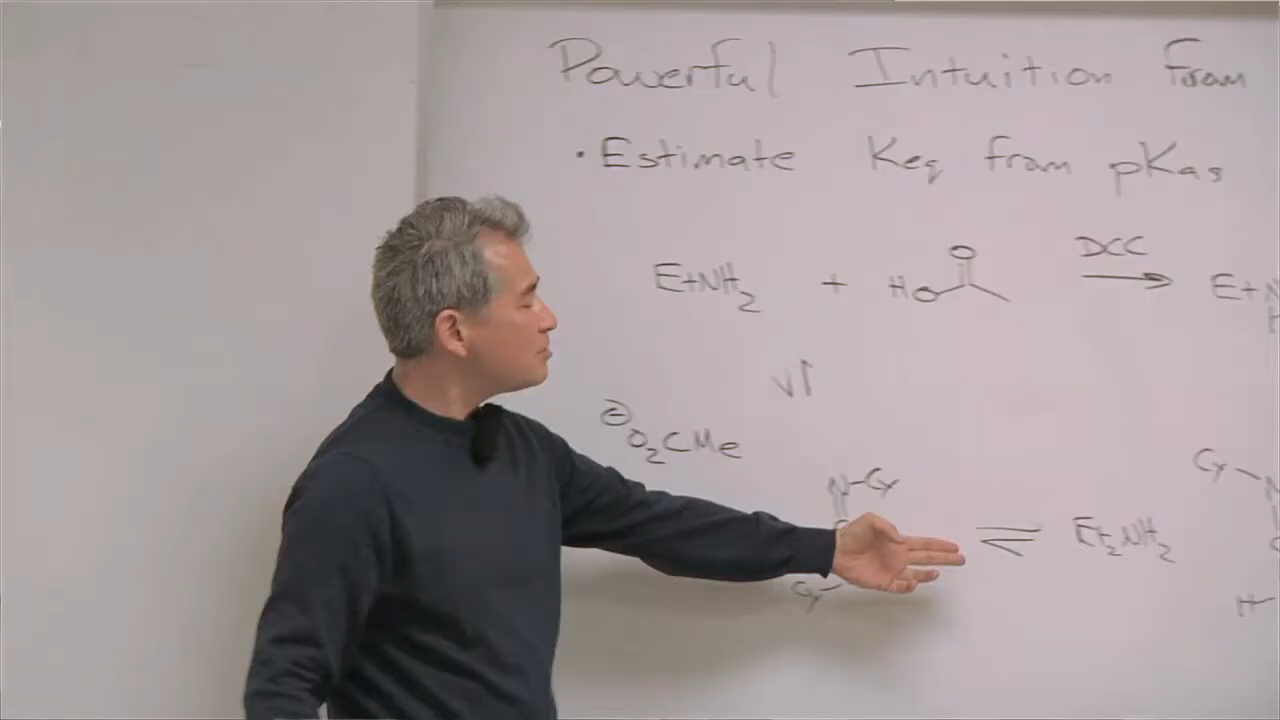 Powerful Intuition from
• Estimate Keq from pKas
EtNH2 + HO O DCC → Et N H
⊖O2CMe
N-Cy
Cy
⇌ Et2NH2
Cy N
H